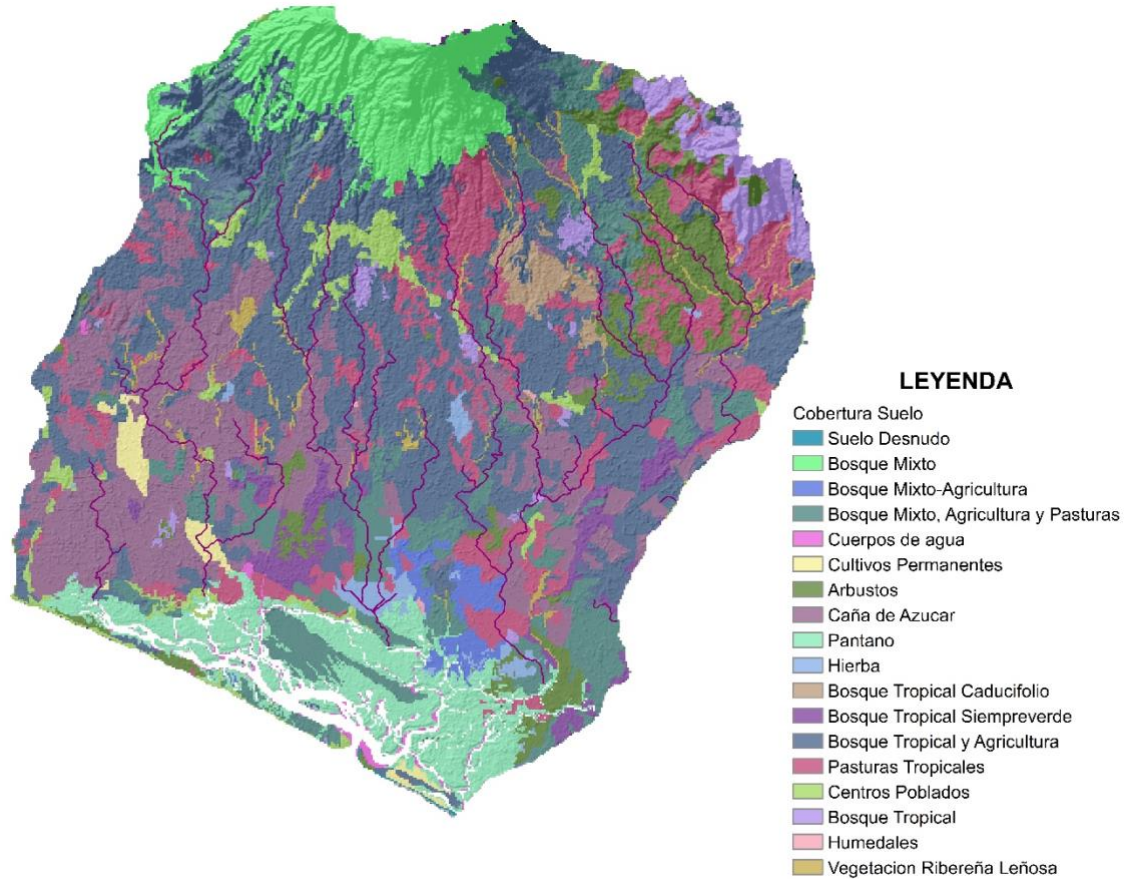 LEYENDA
Cobertura Suelo
Suelo Desnudo
Bosque Mixto
Bosque Mixto-Agricultura
Bosque Mixto, Agricultura y Pasturas
Cuerpos de agua
Cultivos Permanentes
Arbustos
Caña de Azucar
Pantano
Hierba
Bosque Tropical Caducifolio
Bosque Tropical Siempreverde
Bosque Tropical y Agricultura
Pasturas Tropicales
Centros Poblados
Bosque Tropical
Humedales
Vegetacion Ribereña Leñosa